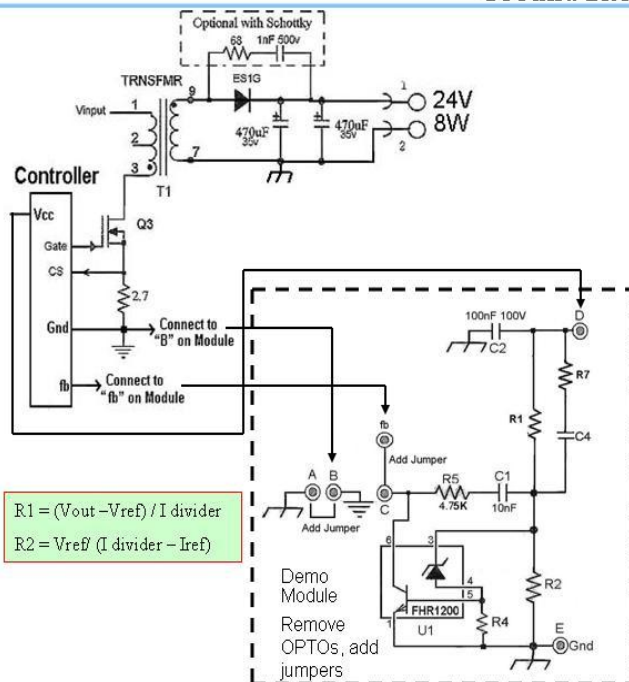 Optional with Schottky
68 1nF 500v
TRNSFMR
ES1G
9
1
24V
Vinput
1
2
470uF
35v
470uF
35v
8W
2
3
7
T1
Controller
Vcc
Q3
Gate
CS
2.7
Gnd
Connect to
"B" on Module
fb
Connect to
"fb" on Module
100nF 100V
D
C2
R7
R1
C4
fb
Add Jumper
A B
R5
C1
C
4.75K
10nF
Add Jumper
R1 = (Vout –Vref) / I divider
R2 = Vref/ (I divider – Iref)
6
3
4
5
FHR1200
1
U1
R4
R2
E
Gnd
Demo
Module
Remove
OPTOs, add
jumpers